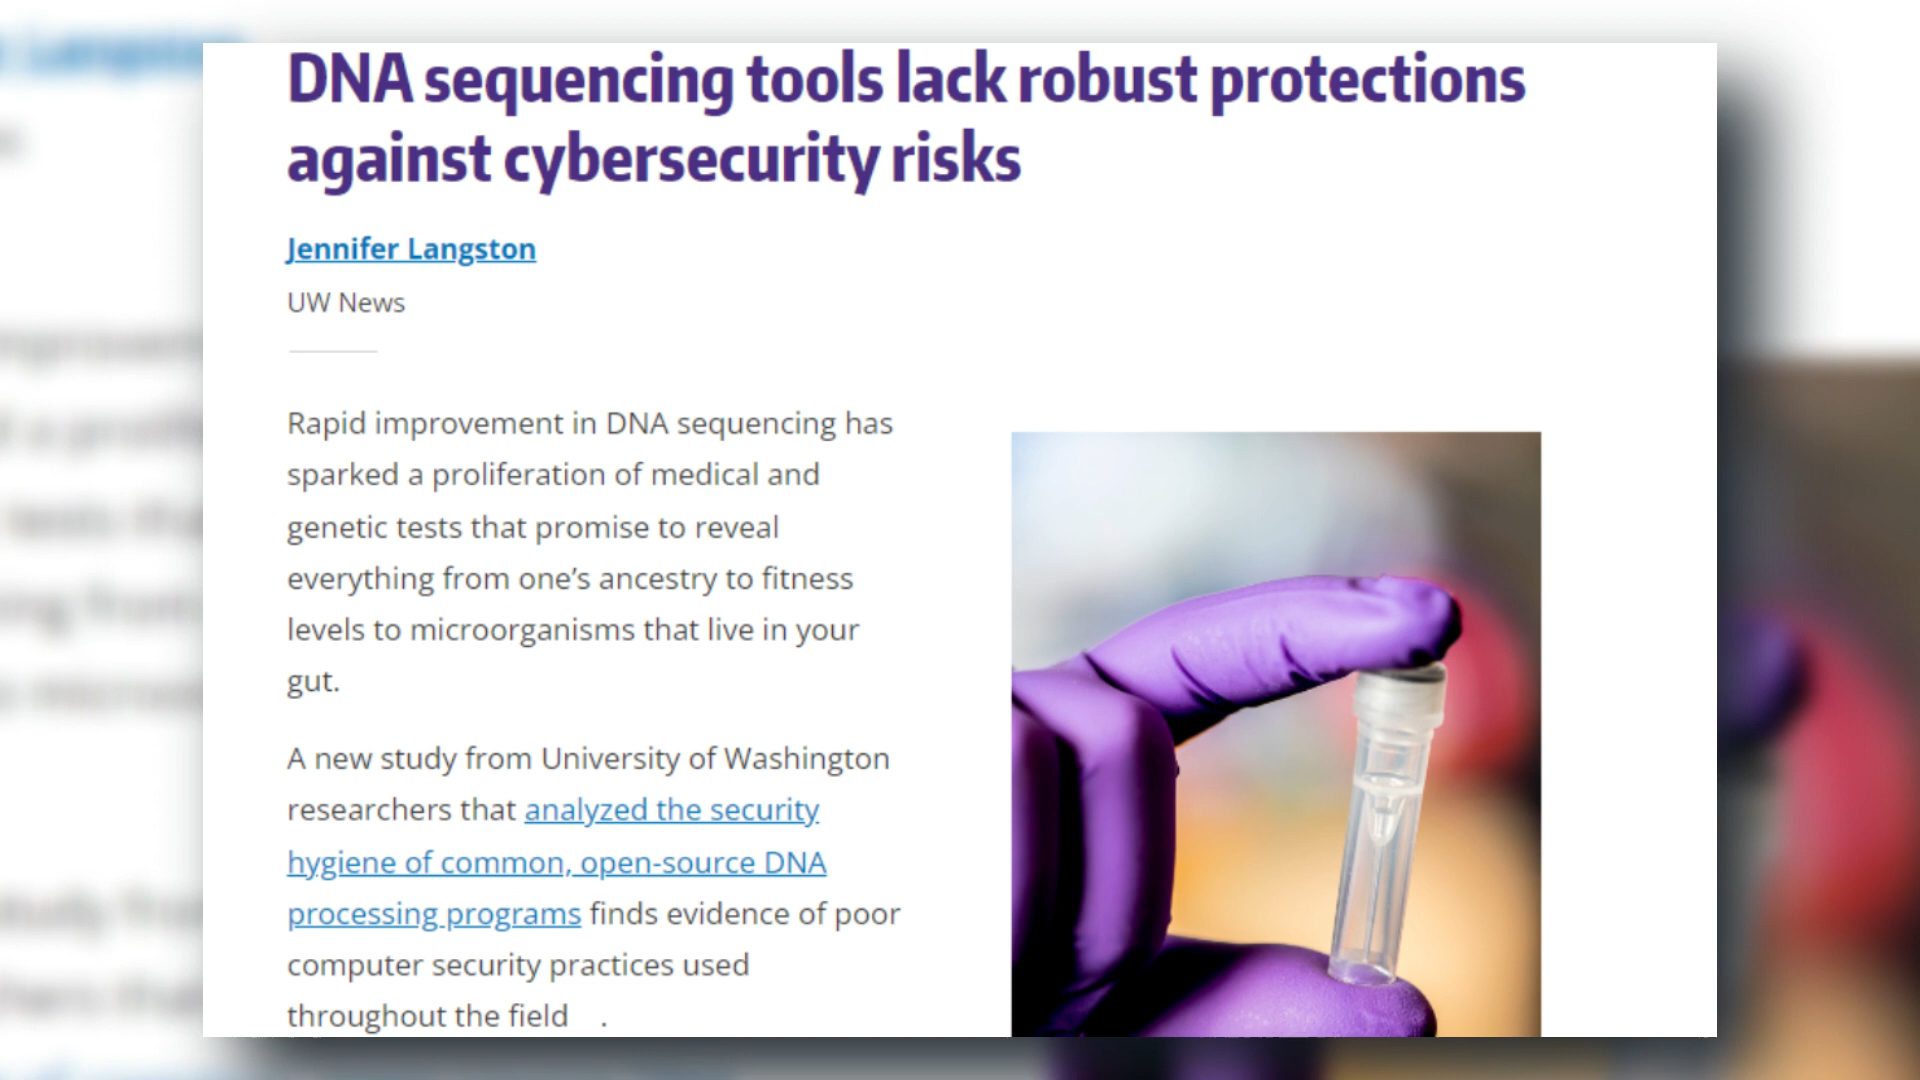 DNA sequencing tools lack robust protections
against cybersecurity risks
Jennifer Langston
UW News
Rapid improvement in DNA sequencing has
sparked a proliferation of medical and
genetic tests that promise to reveal
everything from one’s ancestry to fitness
levels to microorganisms that live in your
gut.
A new study from University of Washington
researchers that analyzed the security
hygiene of common, open-source DNA
processing programs finds evidence of poor
computer security practices used
throughout the field .